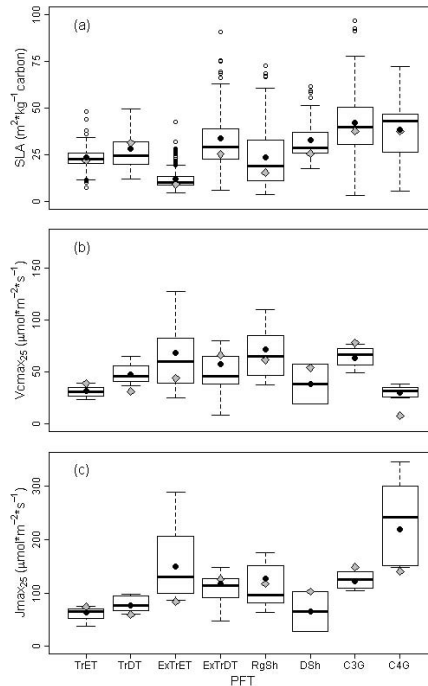 (a)
SLA (m²*kg⁻¹ carbon)
100
75
50
25
0
(b)
Vcmax₂₅ (μmol*m⁻²*s⁻¹)
150
100
50
0
(c)
Jmax₂₅ (μmol*m⁻²*s⁻¹)
300
200
100
0
TrET TrDT ExTrET ExTrDT RgSh DSh C3G C4G
PFT